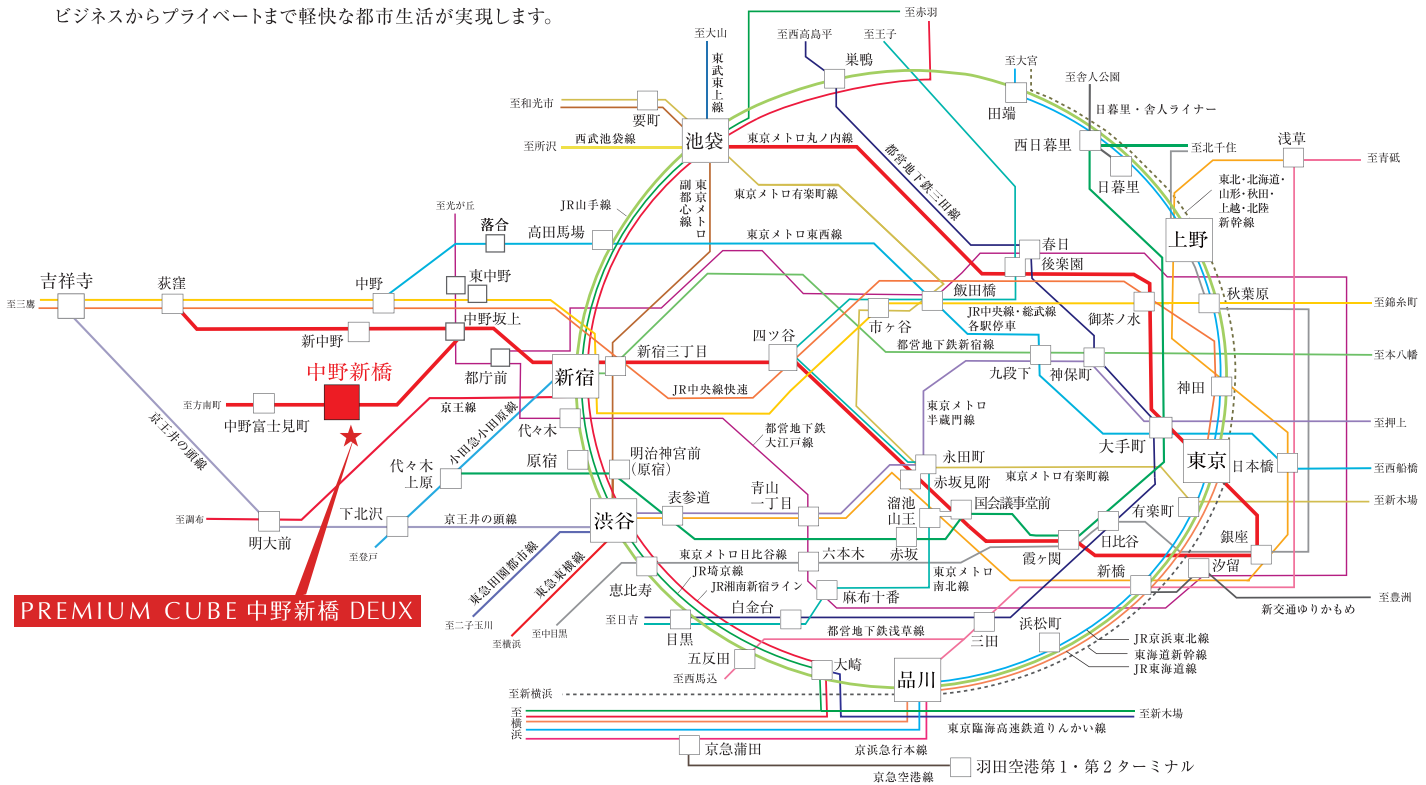 ビジネスからプライベートまで軽快な都市生活が実現します。
至赤羽
至大山
至西高島平
至王子
巣鴨
東武東上線
至大宮
至舎人公園
田端
日暮里・舎人ライナー
至和光市
要町
池袋
西武池袋線
至所沢
東京メトロ丸ノ内線
都営地下鉄三田線
西日暮里
至北千住
浅草
至青砥
日暮里
東北・北海道・
山形・秋田・
上越・北陸
新幹線
東京メトロ
副都心線
東京メトロ有楽町線
JR山手線
至光が丘
落合
高田馬場
東京メトロ東西線
春日
後楽園
上野
吉祥寺
荻窪
中野
東中野
至三鷹
中野坂上
新中野
飯田橋
市ヶ谷
JR中央線・総武線
各駅停車
御茶ノ水
秋葉原
至錦糸町
四ツ谷
都営地下鉄新宿線
新宿三丁目
都庁前
新宿
至本八幡
九段下
神保町
中野新橋
JR中央線快速
神田
至方南町
中野富士見町
京王線
代々木
都営地下鉄
大江戸線
東京メトロ
半蔵門線
至押上
大手町
京王井の頭線
小田急小田原線
代々木
上原
原宿
明治神宮前
(原宿)
永田町
東京メトロ有楽町線
東京
日本橋
至西船橋
赤坂見附
青山
一丁目
表参道
溜池
山王
国会議事堂前
有楽町
至新木場
至調布
明大前
下北沢
京王井の頭線
渋谷
赤坂
日比谷
銀座
至登戸
霞ヶ関
東急田園都市線
東急東横線
恵比寿
東京メトロ日比谷線
六本木
JR埼京線
JR湘南新宿ライン
東京メトロ
南北線
新橋
汐留
麻布十番
白金台
PREMIUM CUBE 中野新橋 DEUX
至二子玉川
至中目黒
至横浜
至日吉
目黒
三田
浜松町
新交通ゆりかもめ
至豊洲
都営地下鉄浅草線
五反田
至西馬込
大崎
品川
JR京浜東北線
東海道新幹線
JR東海道線
至新横浜
至横浜
至新木場
東京臨海高速鉄道りんかい線
京急蒲田
京浜急行本線
京急空港線
羽田空港第1・第2ターミナル